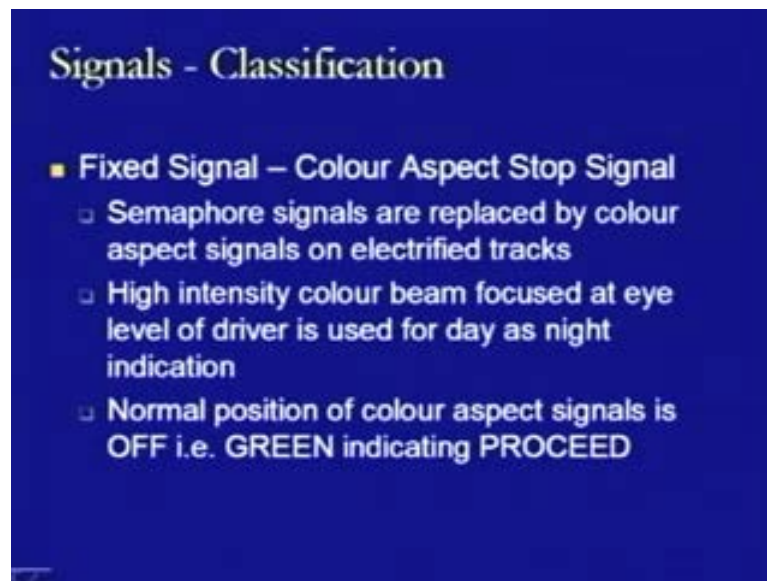 Signals - Classification
Fixed Signal – Colour Aspect Stop Signal
Semaphore signals are replaced by colour
aspect signals on electrified tracks
High intensity colour beam focused at eye
level of driver is used for day as night
indication
Normal position of colour aspect signals is
OFF i.e. GREEN indicating PROCEED